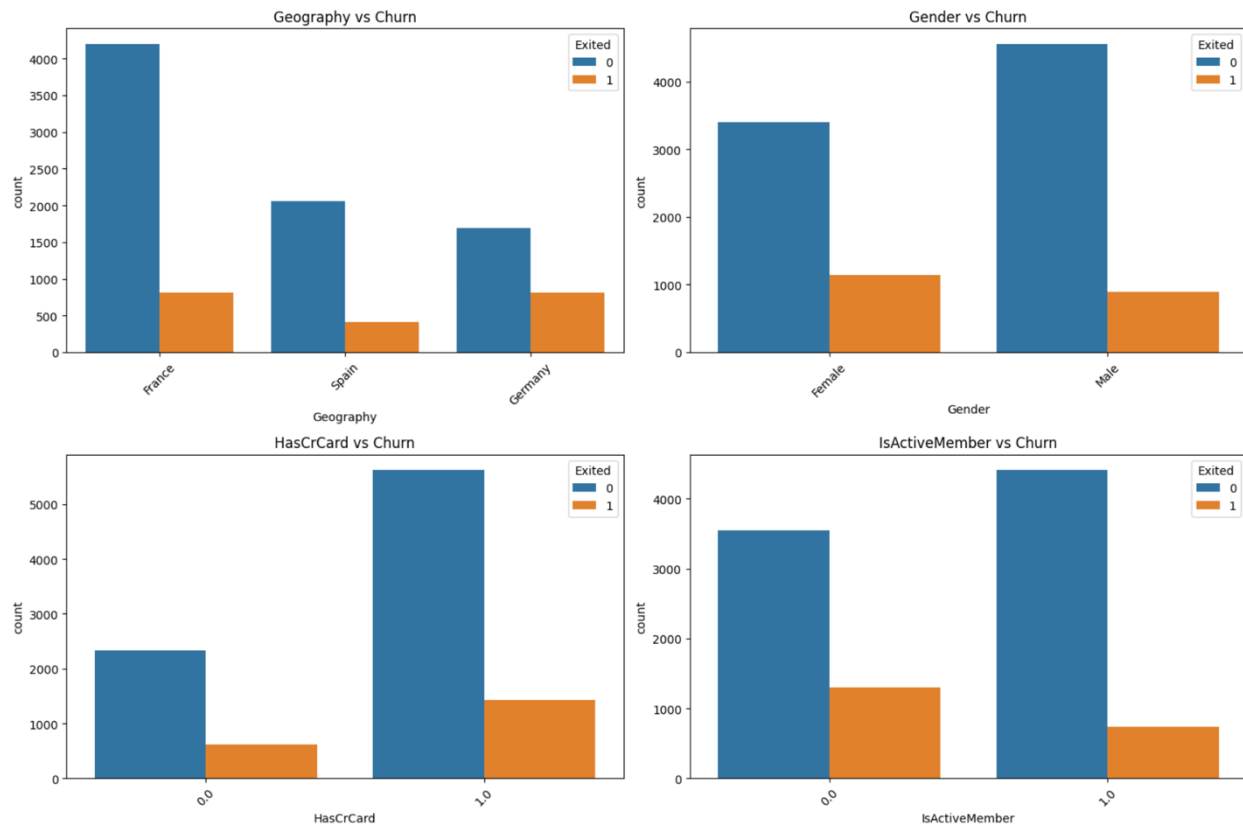 Geography vs Churn
Exited
0
1
4000
3500
3000
2500
2000
1500
1000
500
0
count
France
Spain
Germany
Geography
Gender vs Churn
Exited
0
1
4000
3000
2000
1000
0
count
Female
Male
Gender
HasCrCard vs Churn
Exited
0
1
5000
4000
3000
2000
1000
0
count
0.0
1.0
HasCrCard
IsActiveMember vs Churn
Exited
0
1
4000
3000
2000
1000
0
count
0.0
1.0
IsActiveMember